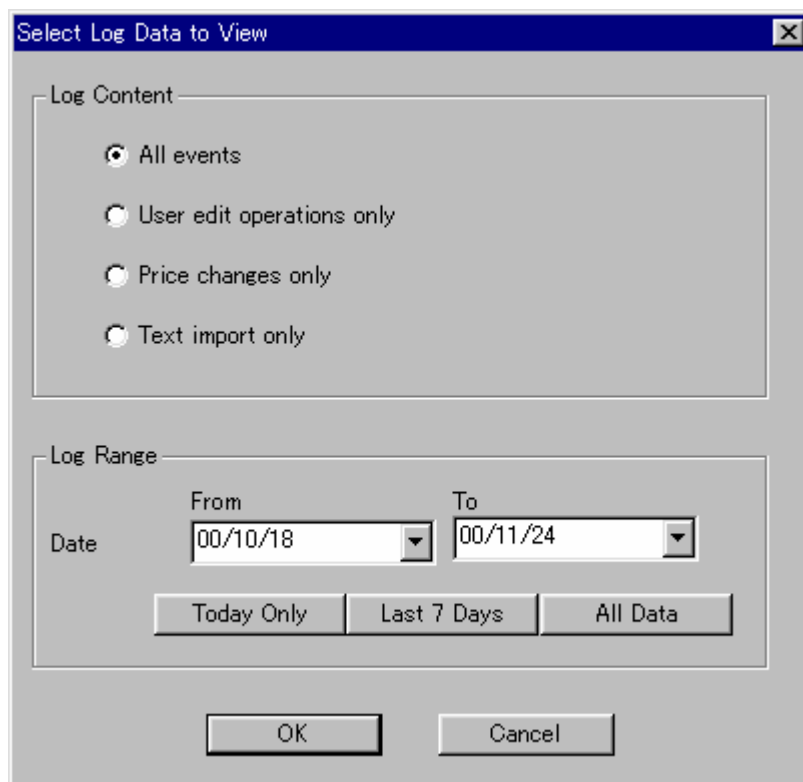 Select Log Data to View
Log Content
All events
User edit operations only
Price changes only
Text import only
Log Range
From To
Date 00/10/18 00/11/24
Today Only Last 7 Days All Data
OK Cancel